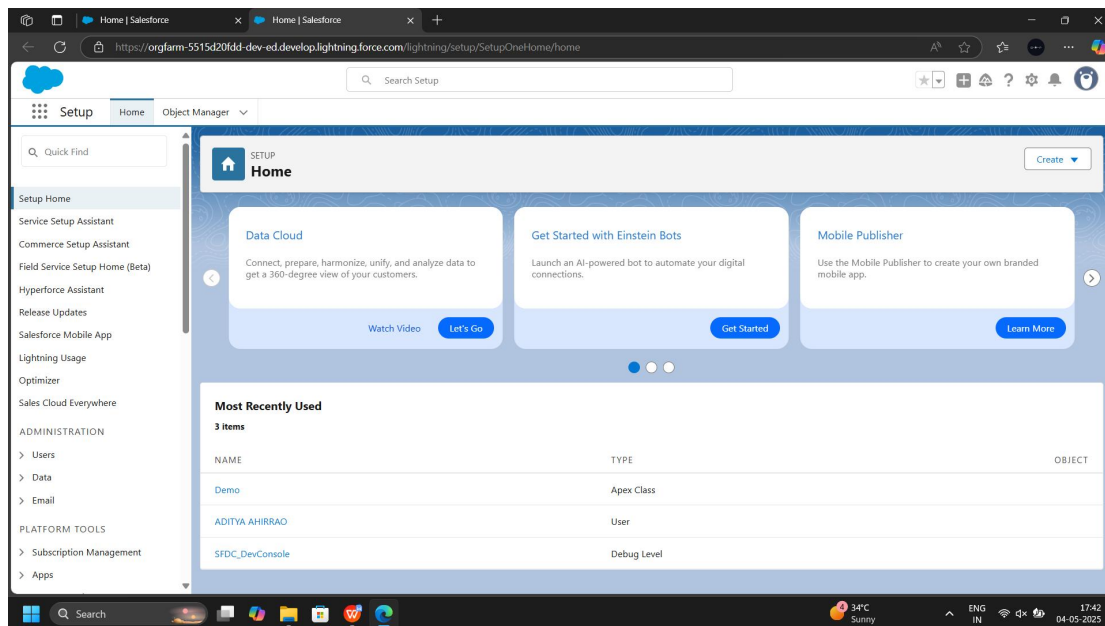 Home | Salesforce
Home | Salesforce
https://orgfarm-5515d20fdd-dev-ed.develop.lightning.force.com/lightning/setup/SetupOneHome/home
Search Setup
Setup
Home
Object Manager
Quick Find
Setup Home
Service Setup Assistant
Commerce Setup Assistant
Field Service Setup Home (Beta)
Hyperforce Assistant
Release Updates
Salesforce Mobile App
Lightning Usage
Optimizer
Sales Cloud Everywhere
ADMINISTRATION
Users
Data
Email
PLATFORM TOOLS
Subscription Management
Apps
SETUP
Home
Create
Data Cloud
Connect, prepare, harmonize, unify, and analyze data to
get a 360-degree view of your customers.
Watch Video
Let's Go
Get Started with Einstein Bots
Launch an AI-powered bot to automate your digital
connections.
Get Started
Mobile Publisher
Use the Mobile Publisher to create your own branded
mobile app.
Learn More
Most Recently Used
3 items
NAME TYPE OBJECT
Demo Apex Class
ADITYA AHIRRAO User
SFDC_DevConsole Debug Level
Search
4
34°C
Sunny
ENG
IN
17:42
04-05-2025